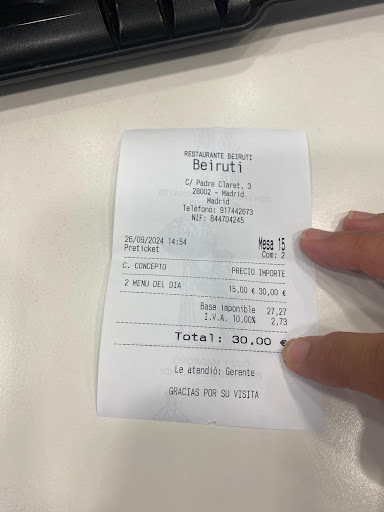 RESTAURANTE BEIRUTI
Beiruti
C/ Padre Claret, 3
28002 - Madrid
Madrid
Teléfono: 917442673
NIF: 844704245
26/09/2024 14:54 Mesa 15
Preticket Com: 2
C. CONCEPTO PRECIO IMPORTE
2 MENU DEL DIA 15,00 € 30,00 €
Base imponible 27,27
I.V.A. 10,00% 2,73
Total: 30,00 €
Le atendió: Gerente
GRACIAS POR SU VISITA